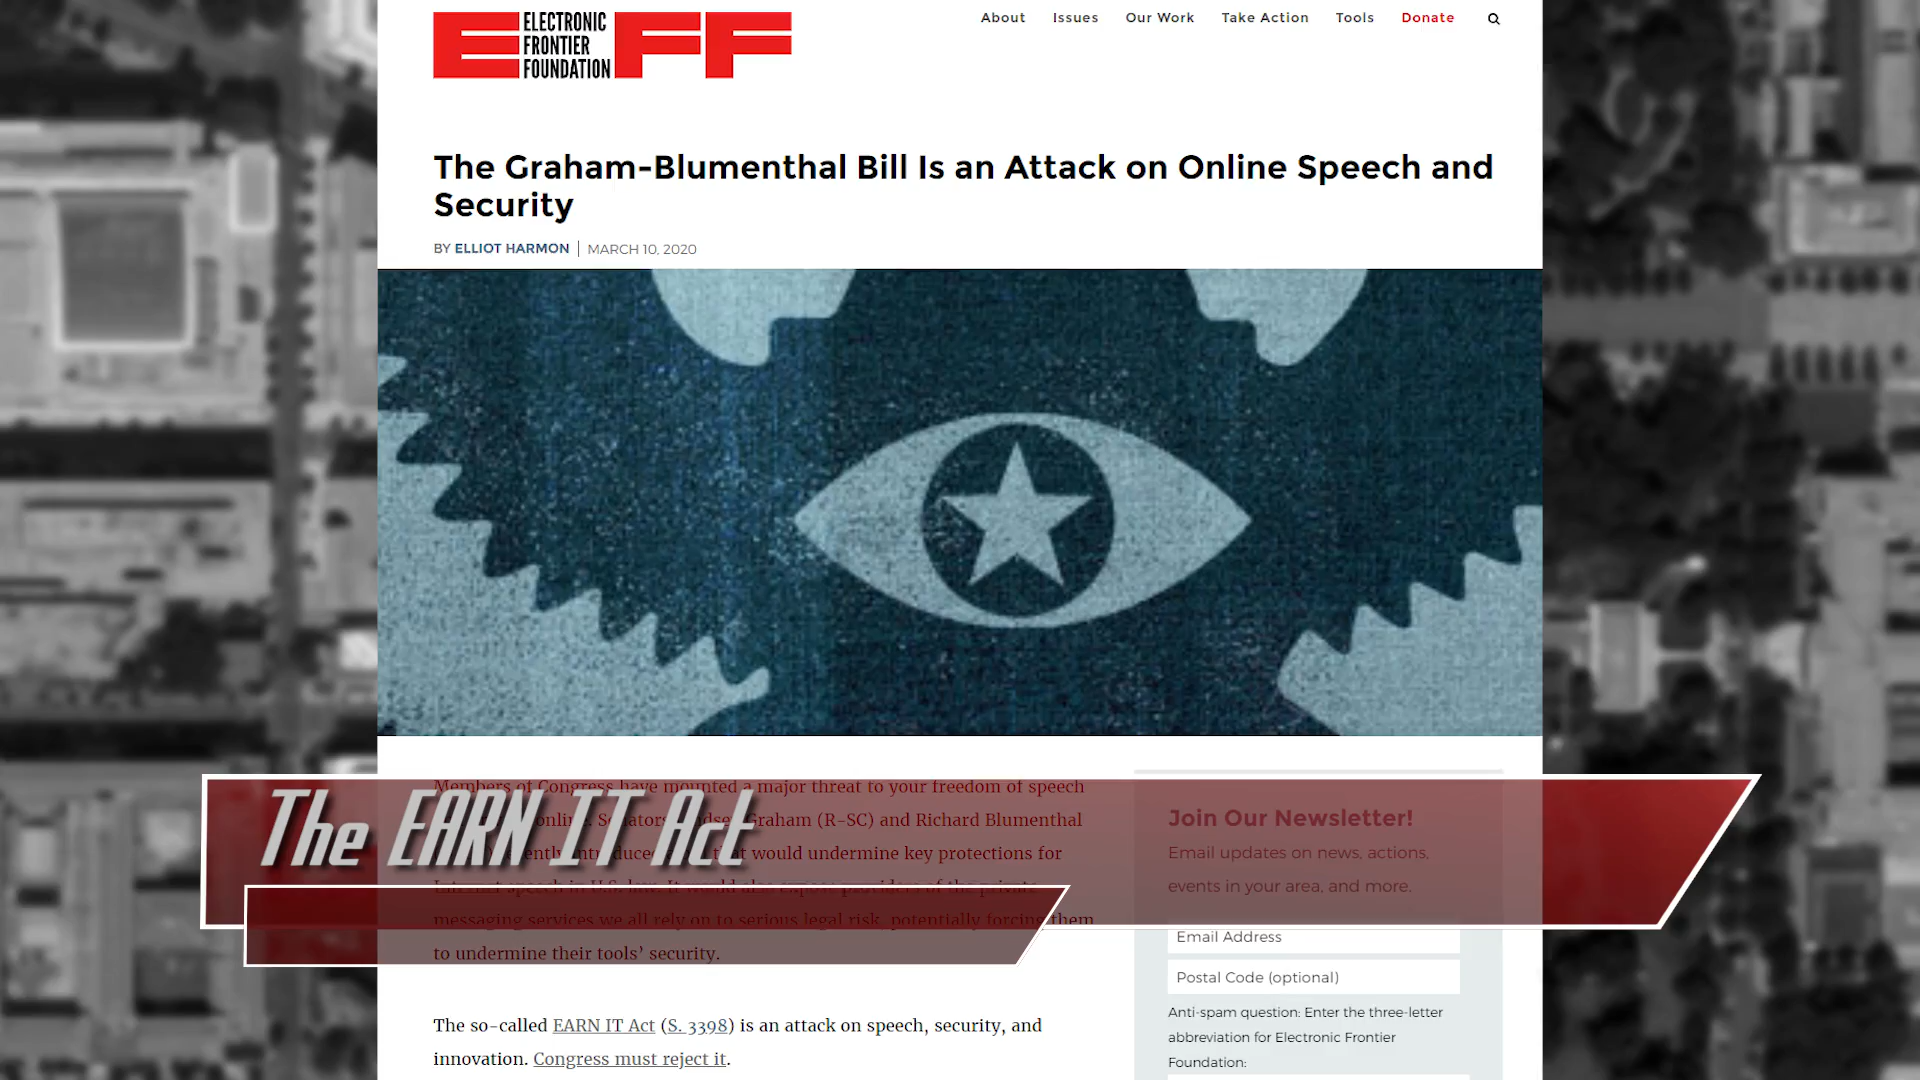 ELECTRONIC
FRONTIER
FOUNDATION
EFF
About Issues Our Work Take Action Tools Donate
The Graham-Blumenthal Bill Is an Attack on Online Speech and
Security
BY ELLIOT HARMON | MARCH 10, 2020
Members of Congress have mounted a major threat to your freedom of speech
online. Senators Graham (R-SC) and Richard Blumenthal
The EARN IT Act
would undermine key protections for
Internet speech in U.S. law. It would also expose providers of the private
messaging services we all rely on to serious legal risk, potentially forcing them
to undermine their tools’ security.
The so-called EARN IT Act (S. 3398) is an attack on speech, security, and
innovation. Congress must reject it.
Join Our Newsletter!
Email updates on news, actions,
events in your area, and more.
Email Address
Postal Code (optional)
Anti-spam question: Enter the three-letter
abbreviation for Electronic Frontier
Foundation: